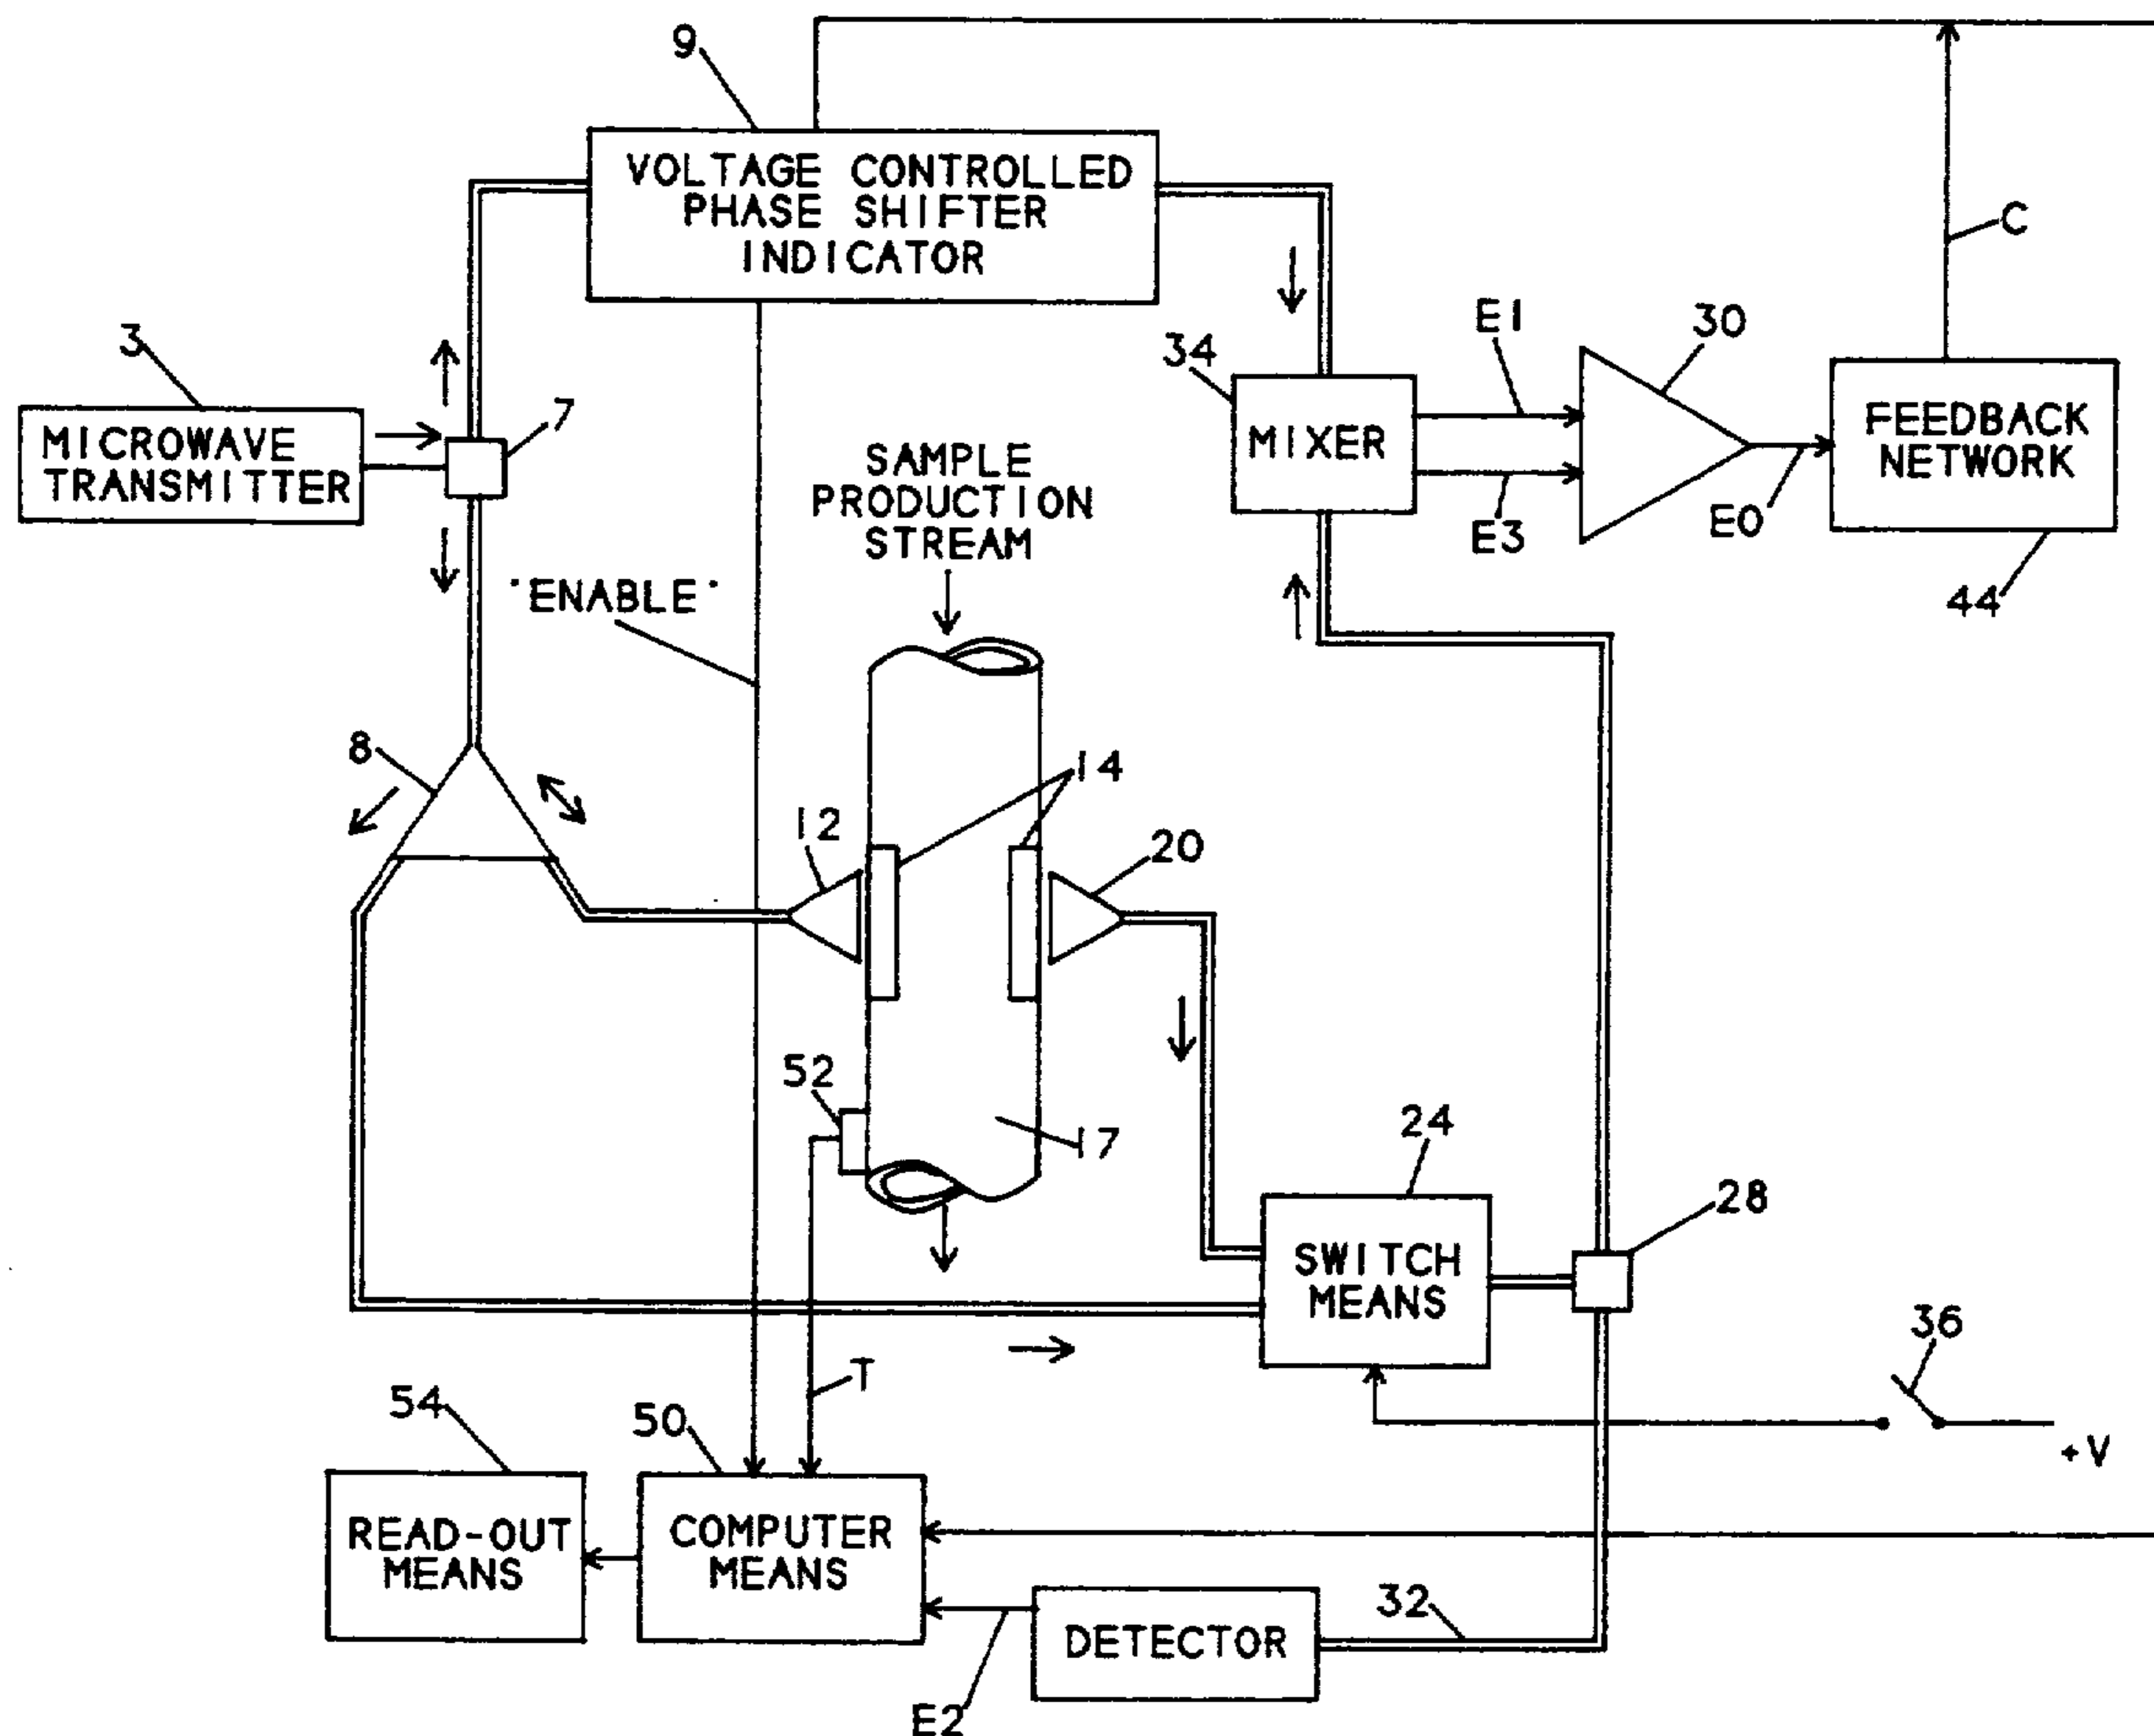 9
VOLTAGE CONTROLLED
PHASE SHIFTER
INDICATOR
C
3
MICROWAVE
TRANSMITTER
7
34
MIXER
E1
E3
30
E0
FEEDBACK
NETWORK
44
SAMPLE
PRODUCTION
STREAM
"ENABLE"
8
12
14
20
52
17
24
SWITCH
MEANS
28
36
+V
T
54
READ-OUT
MEANS
50
COMPUTER
MEANS
32
DETECTOR
E2